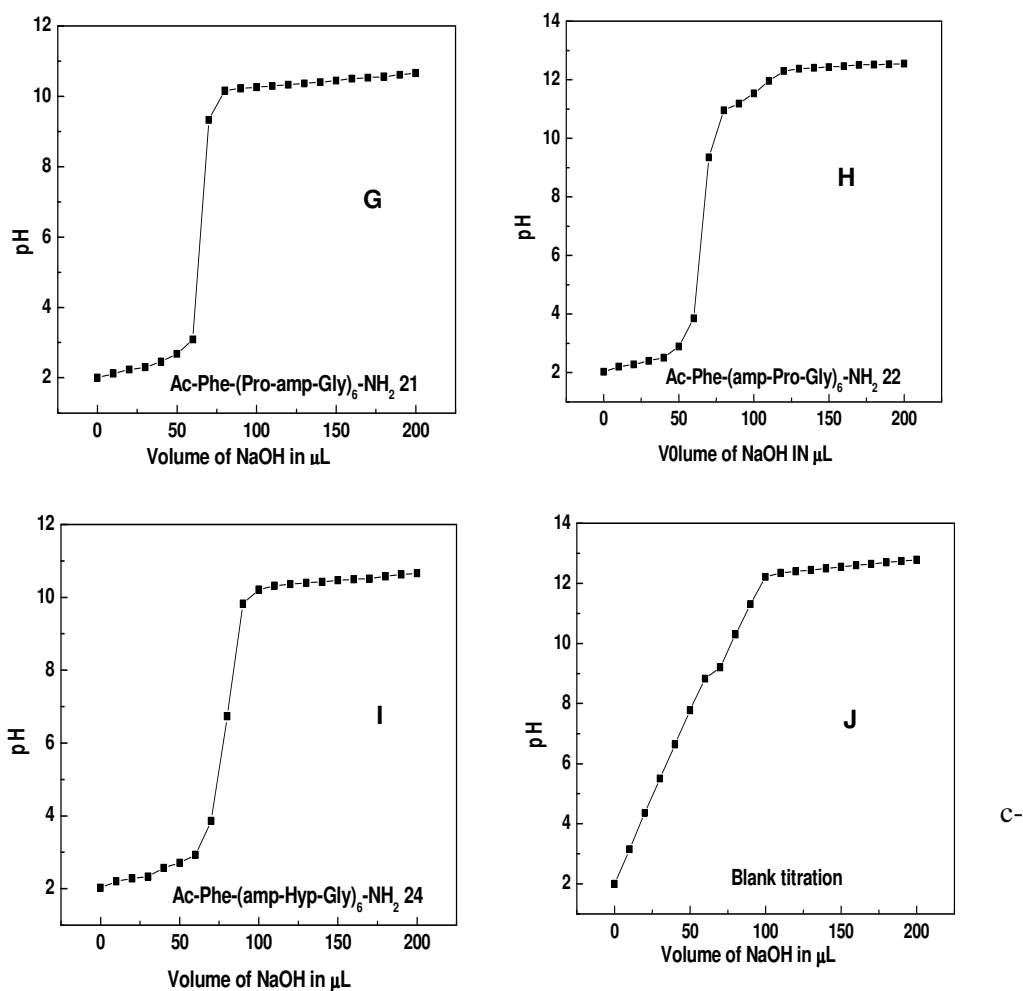 12
10
8
6
4
2
pH
G
Ac-Phe-(Pro-amp-Gly)6-NH2 21
0 50 100 150 200
Volume of NaOH in μL
14
12
10
8
6
4
2
pH
H
Ac-Phe-(amp-Pro-Gly)6-NH2 22
0 50 100 150 200
V0lume of NaOH IN μL
12
10
8
6
4
2
pH
I
Ac-Phe-(amp-Hyp-Gly)6-NH2 24
0 50 100 150 200
Volume of NaOH in μL
14
12
10
8
6
4
2
pH
J
Blank titration
0 50 100 150 200
Volume of NaOH in μL
c-